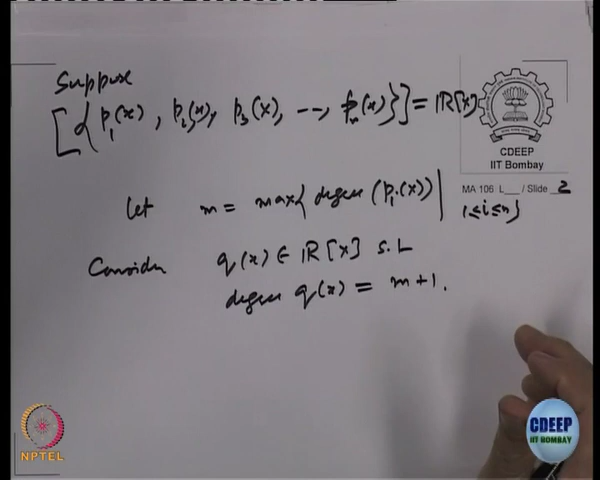 Suppose
[{p₁(x), p₂(x), p₃(x), --, pₙ(x)}] = ℝ[x]
CDEEP
IIT Bombay
MA 106 L___ / Slide 2
Let m = max{degree (pᵢ(x)) | 1≤i≤n}
Consider q(x) ∈ ℝ[x] s.t
degree q(x) = m+1.
NPTEL
CDEEP
IIT BOMBAY